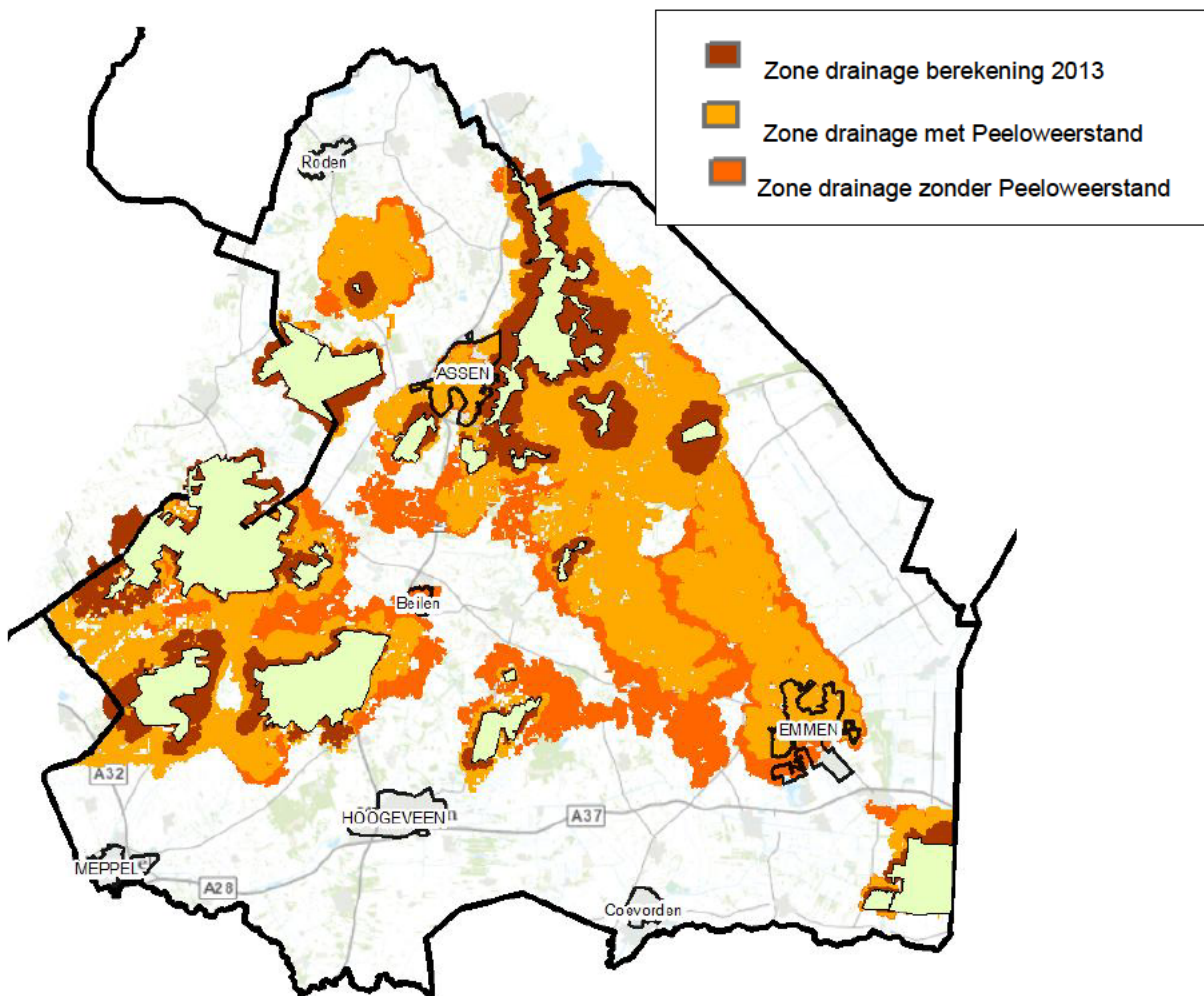 Zone drainage berekening 2013
Zone drainage met Peeloweerstand
Zone drainage zonder Peeloweerstand
Roden
ASSEN
Beilen
EMMEN
A32
HOOGEVEEN
A37
MEPPEL
A28
Coevorden